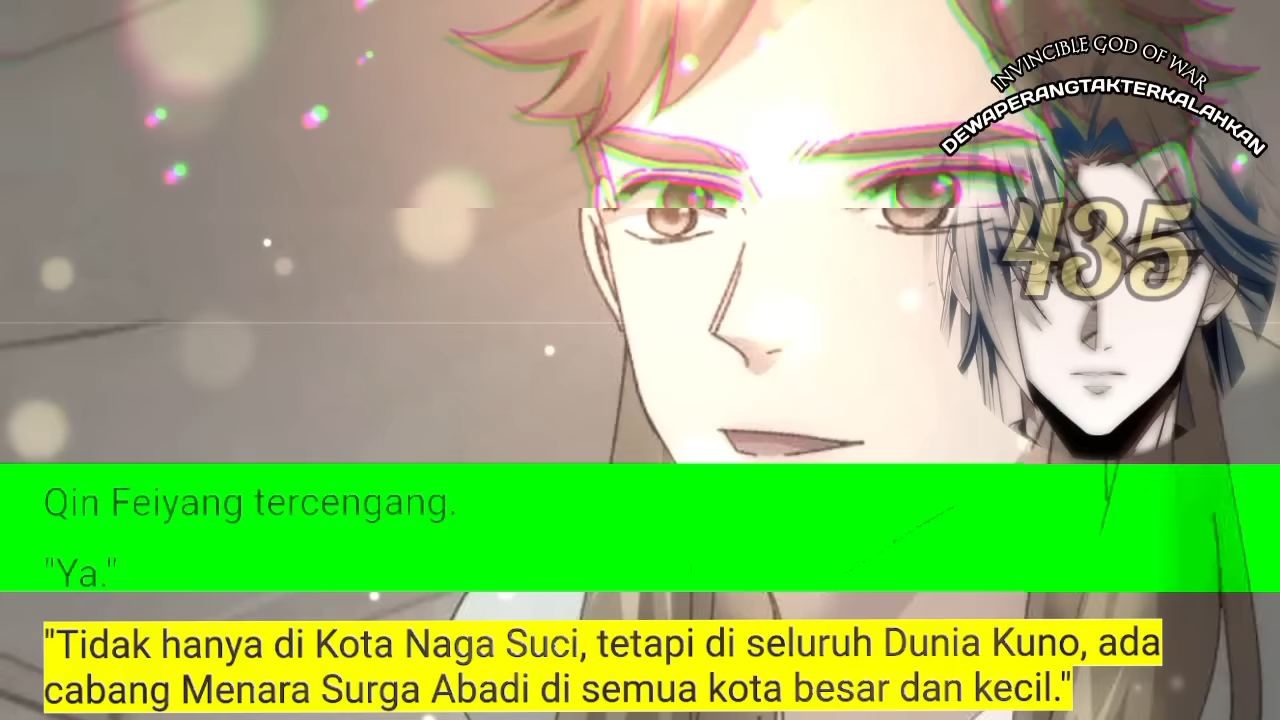 INVINCIBLE GOD OF WAR
DEWAPERANGTAKTERKALAHKAN
435
Qin Feiyang tercengang.
"Ya."
"Tidak hanya di Kota Naga Suci, tetapi di seluruh Dunia Kuno, ada
cabang Menara Surga Abadi di semua kota besar dan kecil."